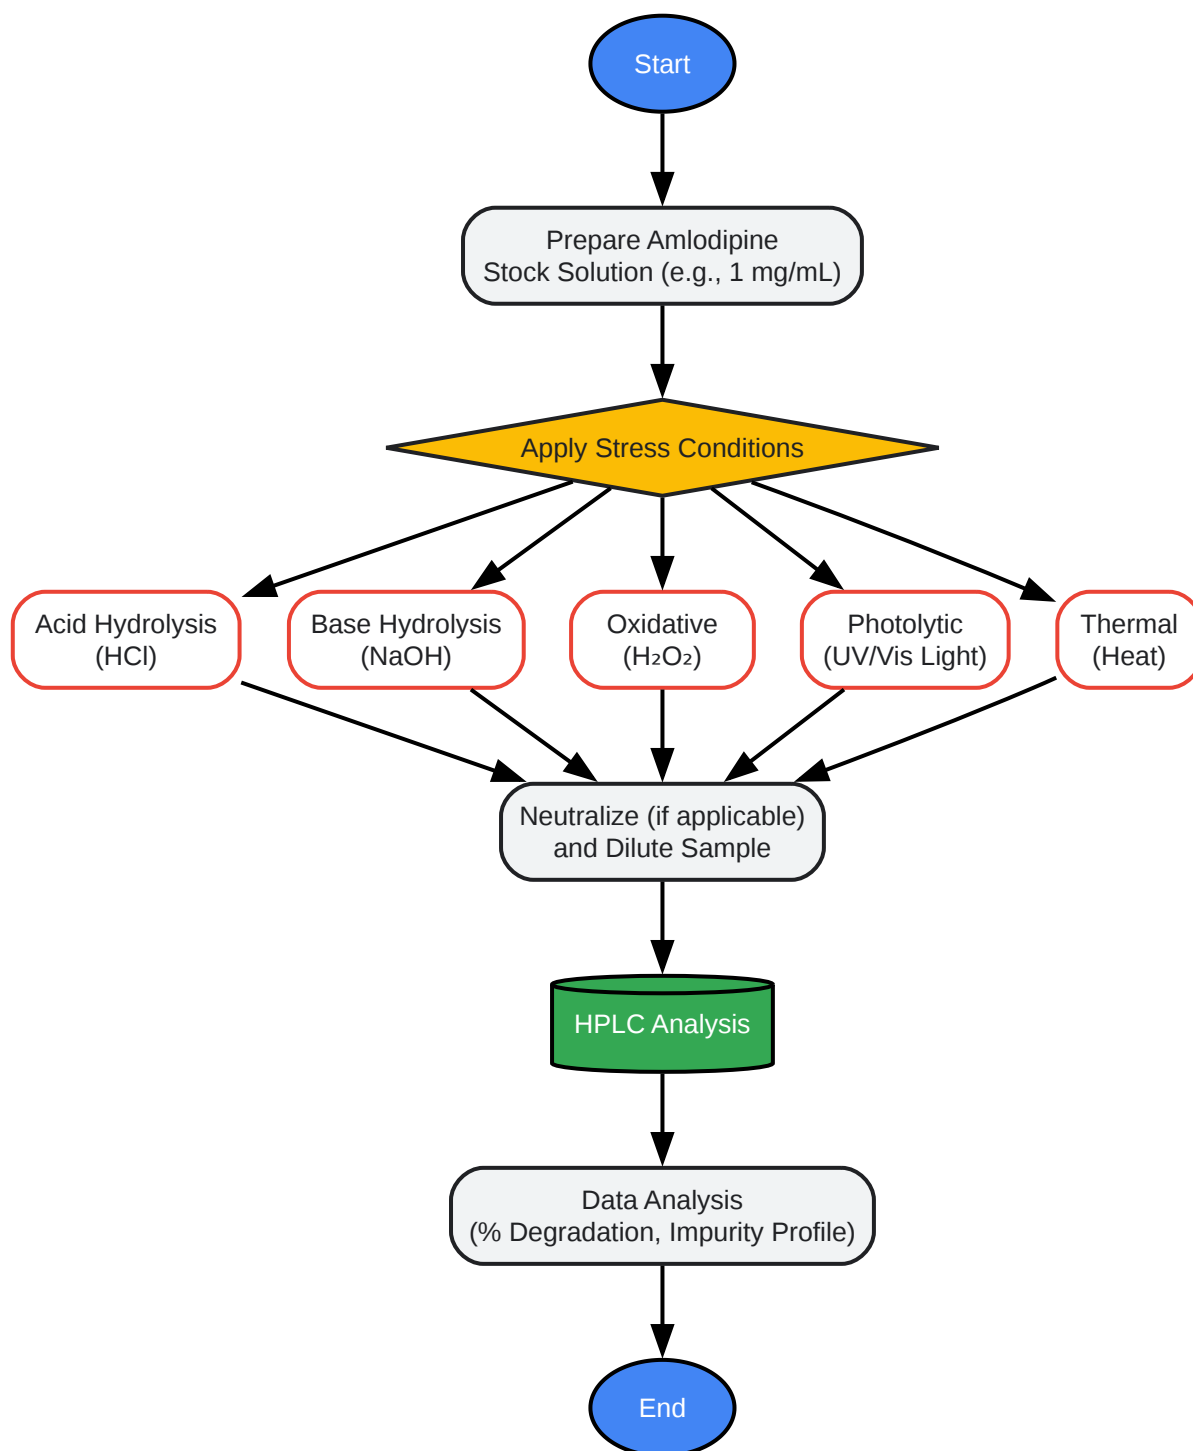 Start
Prepare Amlodipine
Stock Solution (e.g., 1 mg/mL)
Apply Stress Conditions
Acid Hydrolysis
(HCl)
Base Hydrolysis
(NaOH)
Oxidative
(H₂O₂)
Photolytic
(UV/Vis Light)
Thermal
(Heat)
Neutralize (if applicable)
and Dilute Sample
HPLC Analysis
Data Analysis
(% Degradation, Impurity Profile)
End